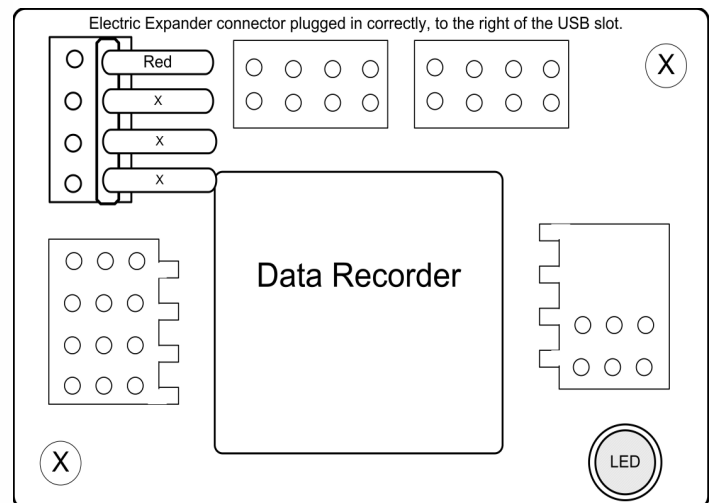 Electric Expander connector plugged in correctly, to the right of the USB slot.
Red
X
X
X
X
Data Recorder
X
LED